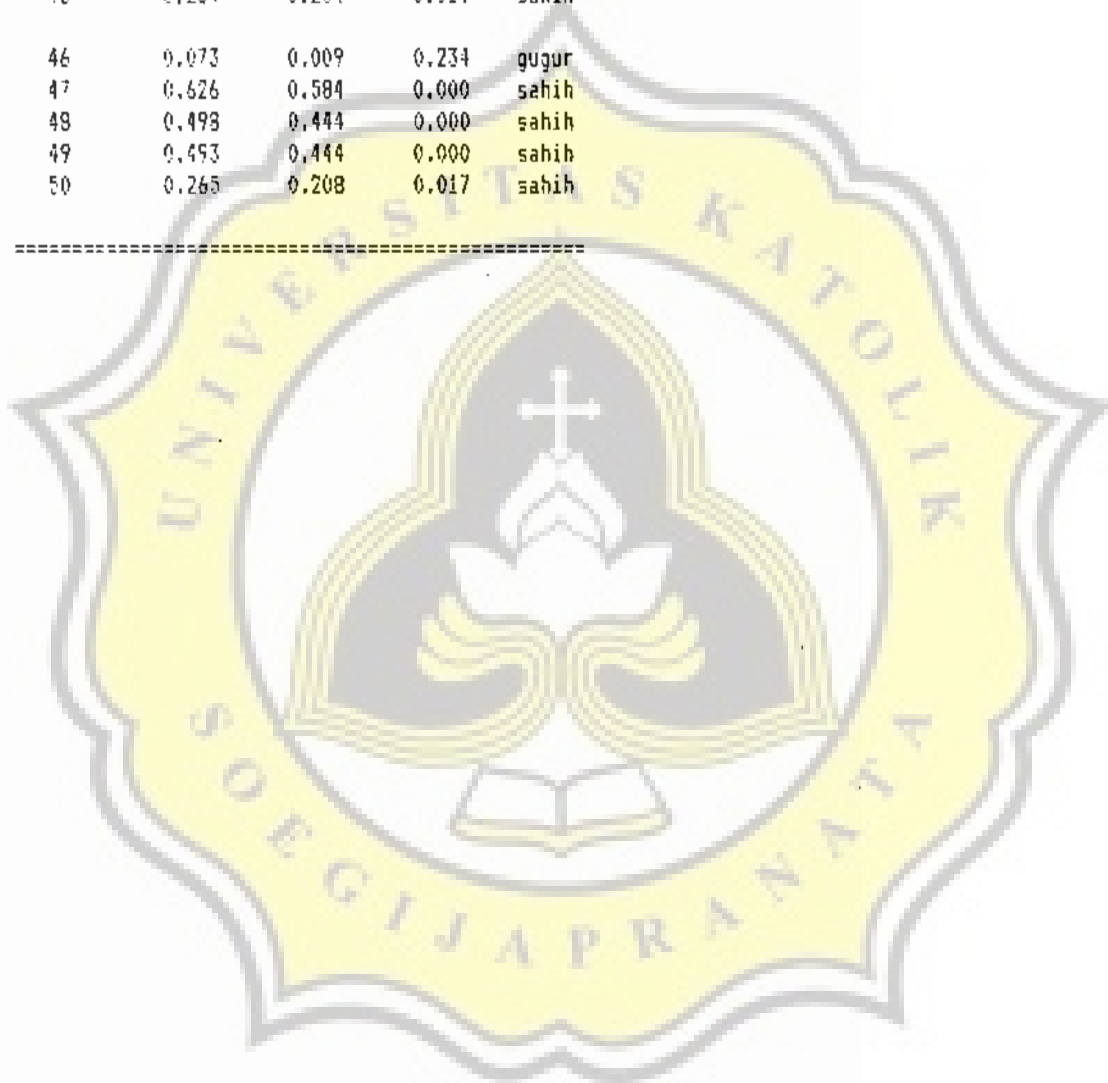 46 0.073 0.009 0.234 gugur
47 0.626 0.584 0.000 sahih
48 0.498 0.444 0.000 sahih
49 0.493 0.444 0.000 sahih
50 0.265 0.208 0.017 sahih
==================================================
UNIVERSITAS KATOLIK
SOEGIJAPRANATA